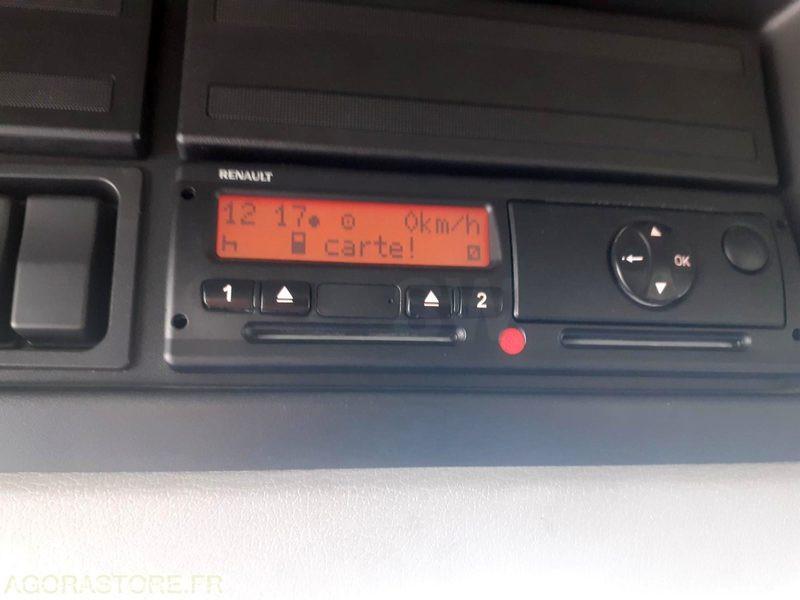 RENAULT
12 17 0km/h
carte!
1 2
OK
AGORASTORE.FR